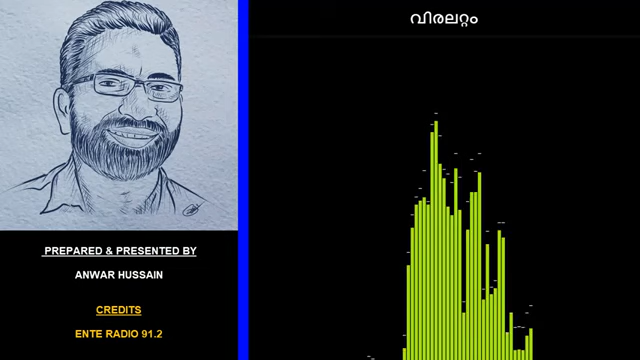 വിരലറ്റം
PREPARED & PRESENTED BY
ANWAR HUSSAIN
CREDITS
ENTE RADIO 91.2